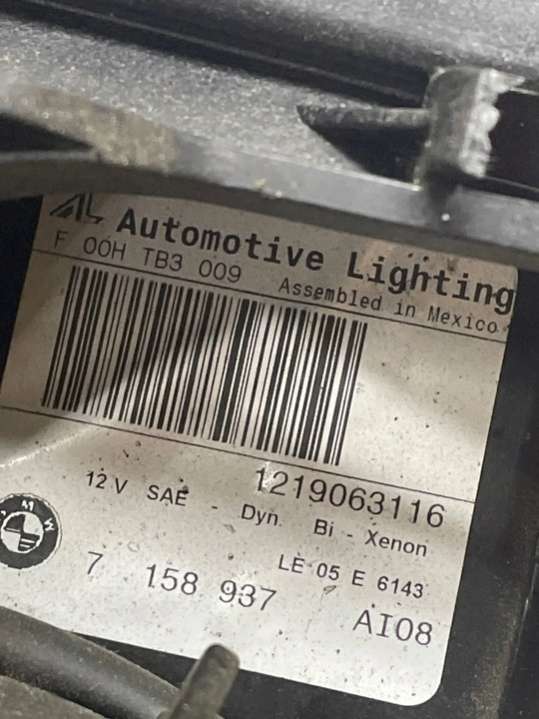 AL Automotive Lighting
F 00H TB3 009
Assembled in Mexico
1219063116
12 V SAE - Dyn. Bi - Xenon
LE 05 E 6143
BMW
7 158 937
AI08